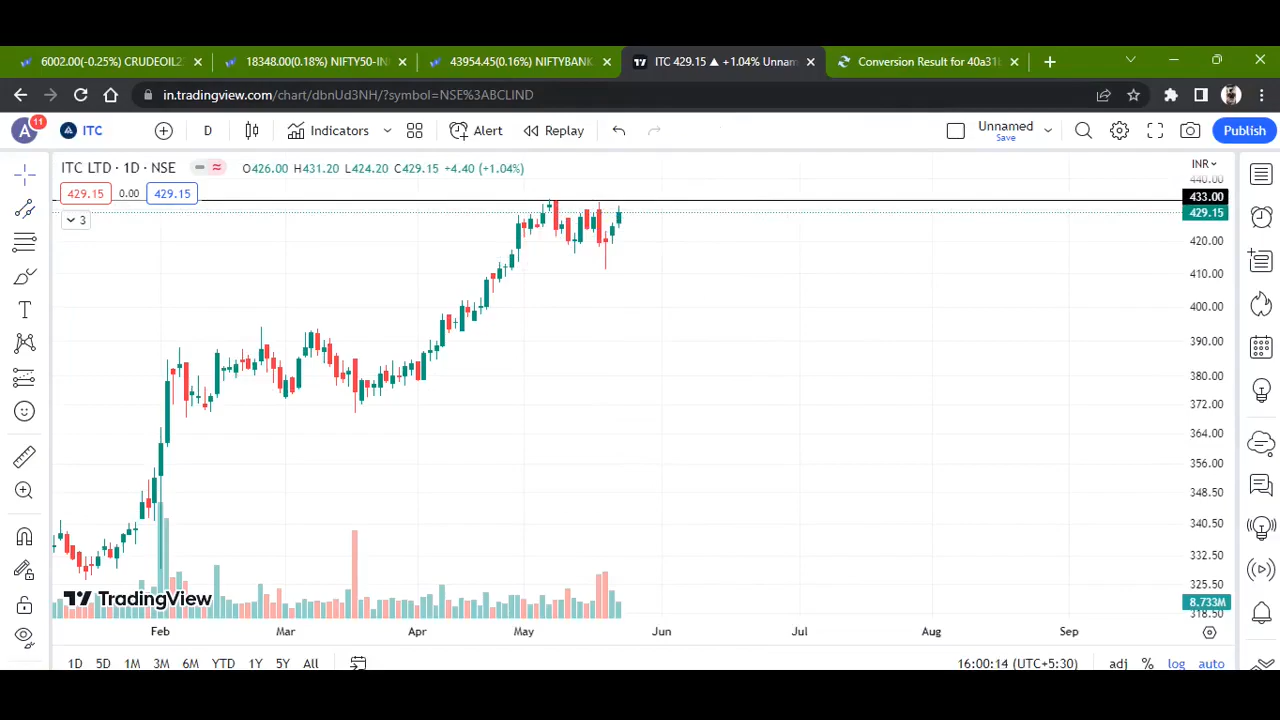 6002.00(-0.25%) CRUDEOIL2
18348.00(0.18%) NIFTY50-IN
43954.45(0.16%) NIFTYBANK
ITC 429.15 ▲ +1.04% Unnam
Conversion Result for 40a31b
in.tradingview.com/chart/dbnUd3NH/?symbol=NSE%3ABCLIND
A
11
ITC
D
Indicators
Alert
Replay
Unnamed
Save
Publish
ITC LTD · 1D · NSE
O426.00 H431.20 L424.20 C429.15 +4.40 (+1.04%)
INR
440.00
429.15
0.00
429.15
433.00
429.15
3
420.00
410.00
400.00
390.00
380.00
372.00
364.00
356.00
348.50
340.50
332.50
325.50
TradingView
8.733M
318.50
Feb
Mar
Apr
May
Jun
Jul
Aug
Sep
1D
5D
1M
3M
6M
YTD
1Y
5Y
All
16:00:14 (UTC+5:30)
adj
%
log
auto